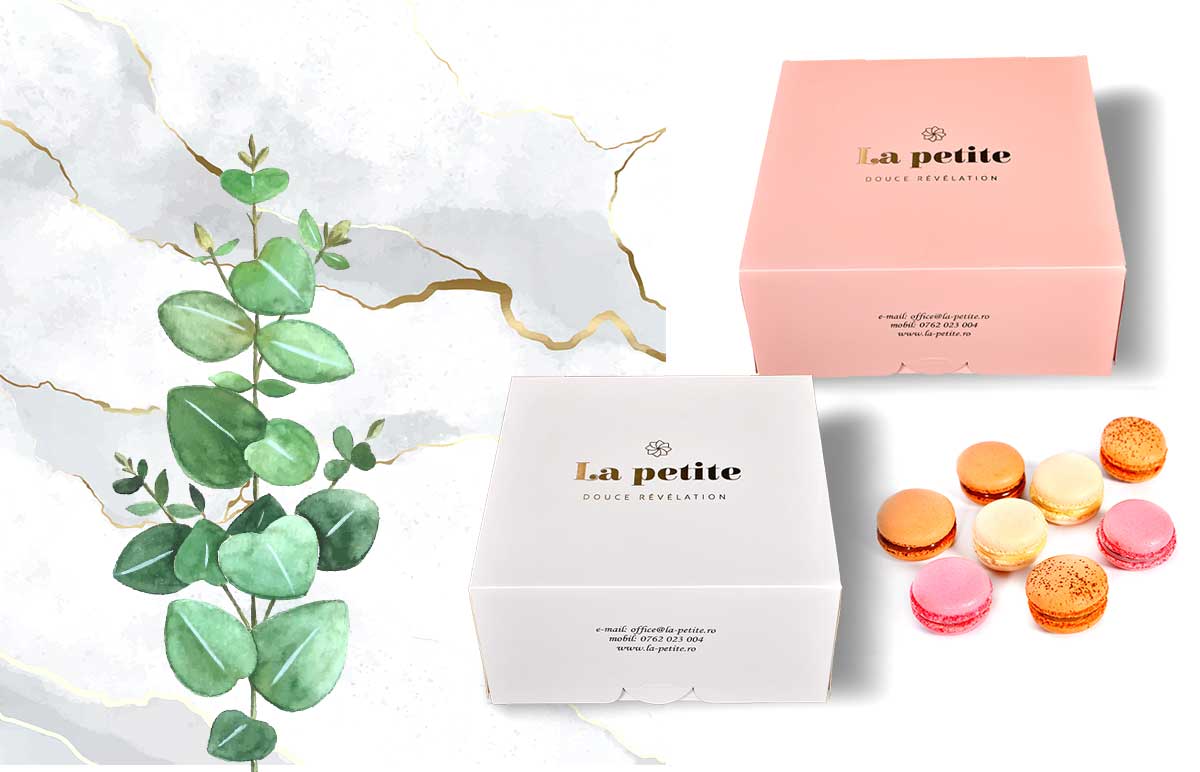 La petite
DOUCE RÉVÉLATION
e-mail: office@la-petite.ro
mobil: 0762 023 004
www.la-petite.ro
La petite
DOUCE RÉVÉLATION
e-mail: office@la-petite.ro
mobil: 0762 023 004
www.la-petite.ro